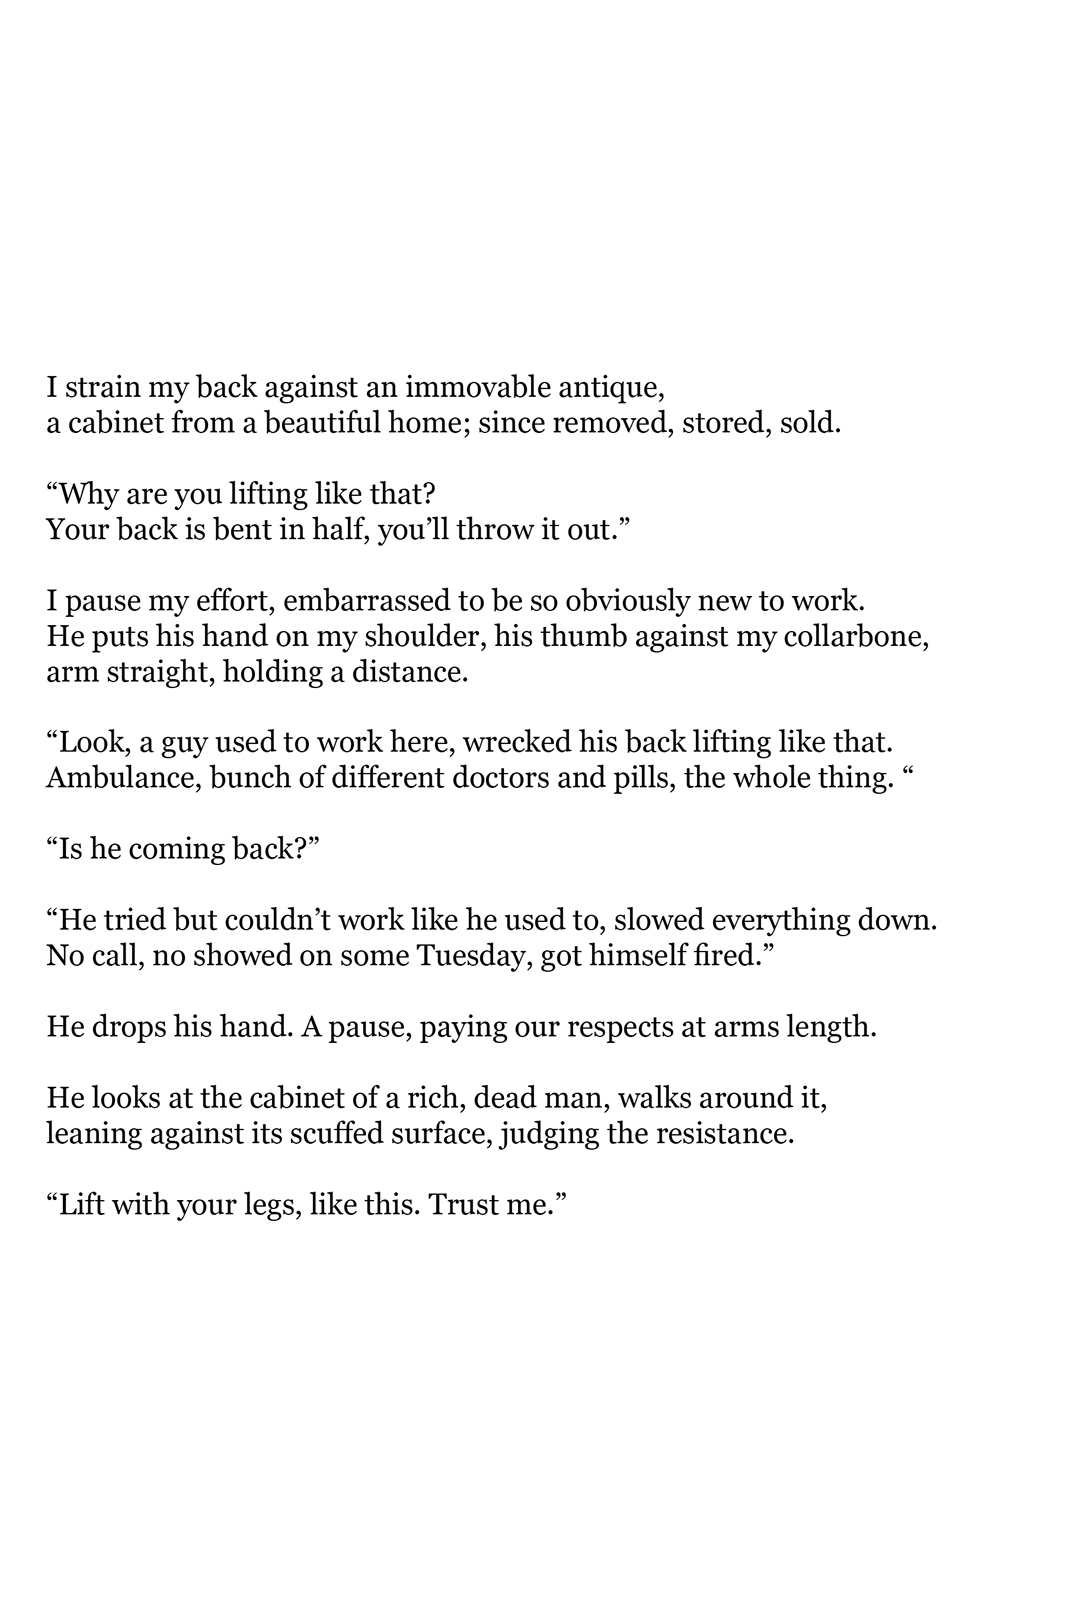 I strain my back against an immovable antique,
a cabinet from a beautiful home; since removed, stored, sold.
“Why are you lifting like that?
Your back is bent in half, you’ll throw it out.”
I pause my effort, embarrassed to be so obviously new to work.
He puts his hand on my shoulder, his thumb against my collarbone,
arm straight, holding a distance.
“Look, a guy used to work here, wrecked his back lifting like that.
Ambulance, bunch of different doctors and pills, the whole thing. “
“Is he coming back?”
“He tried but couldn’t work like he used to, slowed everything down.
No call, no showed on some Tuesday, got himself fired.”
He drops his hand. A pause, paying our respects at arms length.
He looks at the cabinet of a rich, dead man, walks around it,
leaning against its scuffed surface, judging the resistance.
“Lift with your legs, like this. Trust me.”